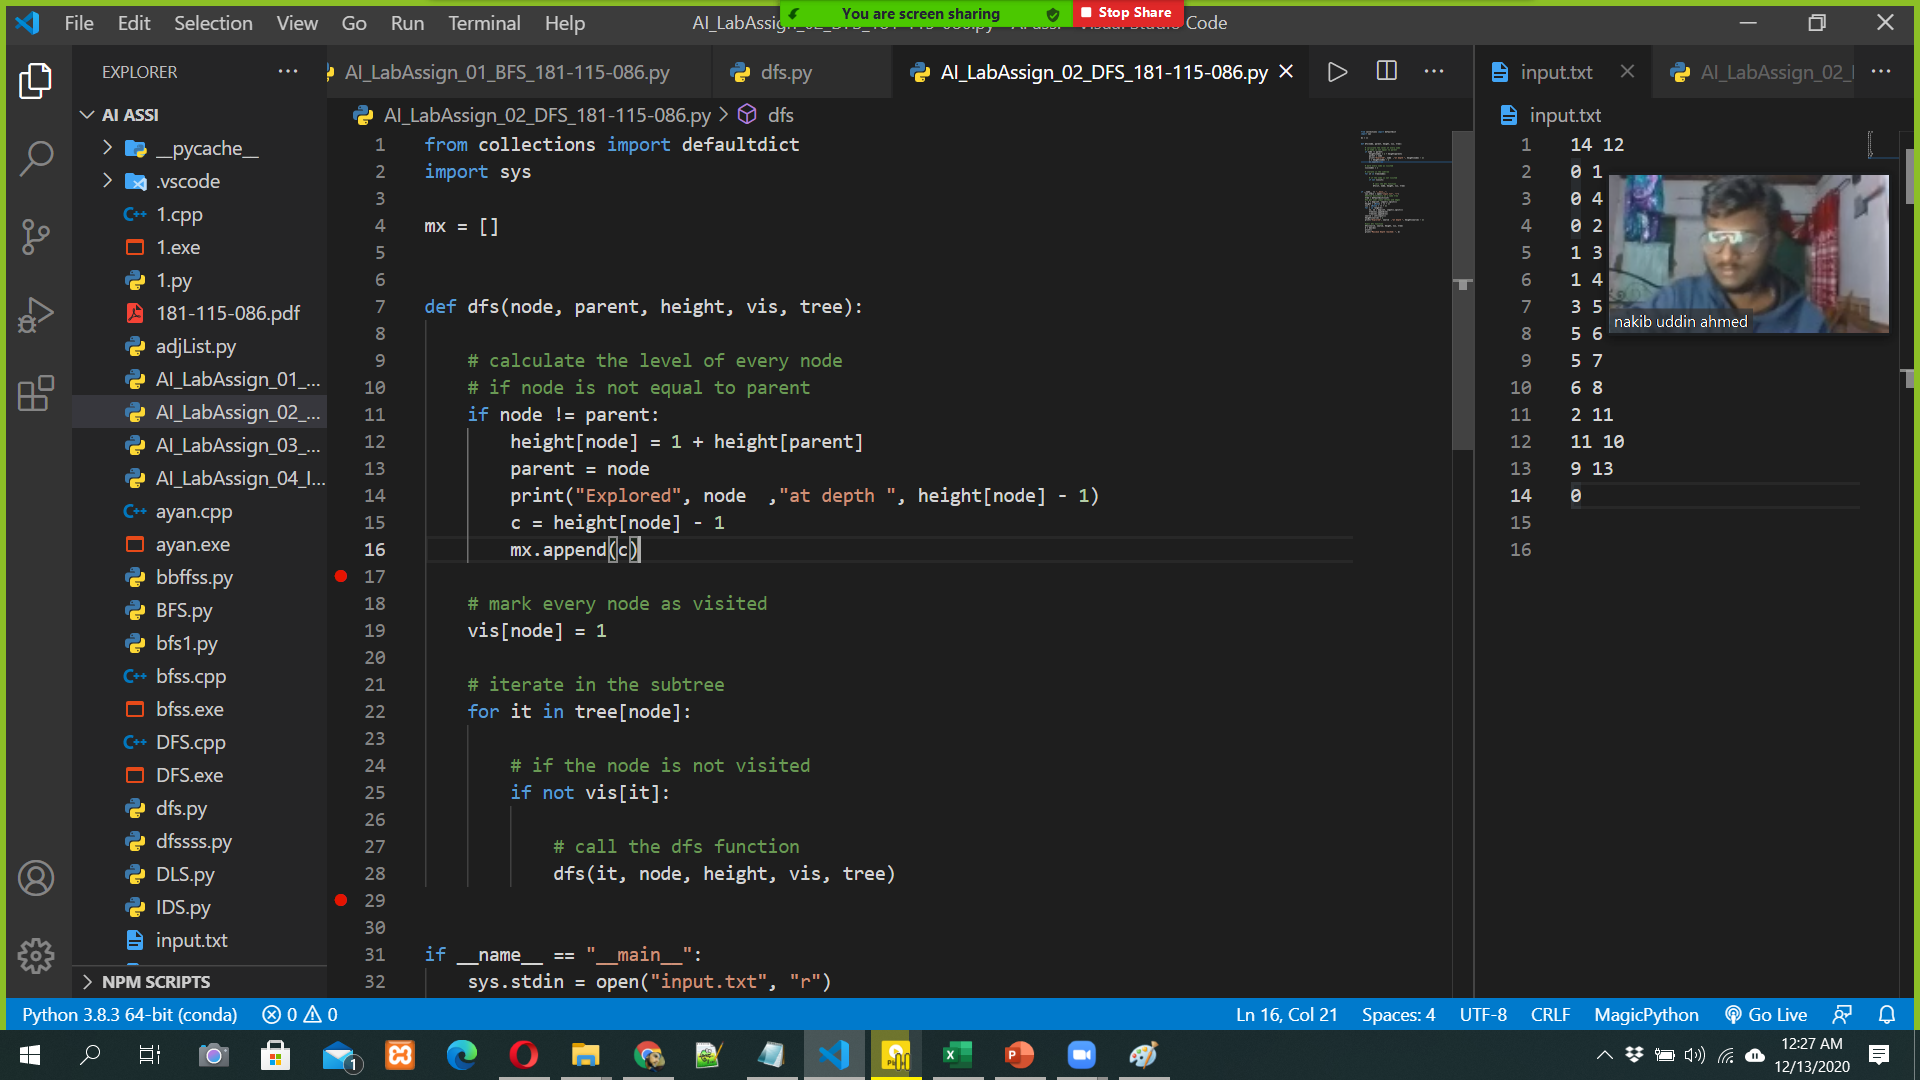 You are screen sharing
Stop Share
File Edit Selection View Go Run Terminal Help
Code
EXPLORER
AI_LabAssign_01_BFS_181-115-086.py
dfs.py
AI_LabAssign_02_DFS_181-115-086.py
input.txt
AI_LabAssign_02_
AI ASSI
__pycache__
.vscode
1.cpp
1.exe
1.py
181-115-086.pdf
adjList.py
AI_LabAssign_01_...
AI_LabAssign_02_...
AI_LabAssign_03_...
AI_LabAssign_04_I...
ayan.cpp
ayan.exe
bbffss.py
BFS.py
bfs1.py
bfss.cpp
bfss.exe
DFS.cpp
DFS.exe
dfs.py
dfssss.py
DLS.py
IDS.py
input.txt
NPM SCRIPTS
AI_LabAssign_02_DFS_181-115-086.py > dfs
1 from collections import defaultdict
2 import sys
3
4 mx = []
5
6
7 def dfs(node, parent, height, vis, tree):
8
9 # calculate the level of every node
10 # if node is not equal to parent
11 if node != parent:
12 height[node] = 1 + height[parent]
13 parent = node
14 print("Explored", node  ,"at depth ", height[node] - 1)
15 c = height[node] - 1
16 mx.append(c)
17
18 # mark every node as visited
19 vis[node] = 1
20
21 # iterate in the subtree
22 for it in tree[node]:
23
24 # if the node is not visited
25 if not vis[it]:
26
27 # call the dfs function
28 dfs(it, node, height, vis, tree)
29
30
31 if __name__ == "__main__":
32 sys.stdin = open("input.txt", "r")
input.txt
1 14 12
2 0 1
3 0 4
4 0 2
5 1 3
6 1 4
7 3 5
8 5 6
9 5 7
10 6 8
11 2 11
12 11 10
13 9 13
14 0
15
16
nakib uddin ahmed
Python 3.8.3 64-bit (conda) 0 0
Ln 16, Col 21 Spaces: 4 UTF-8 CRLF MagicPython Go Live
1
12:27 AM
12/13/2020